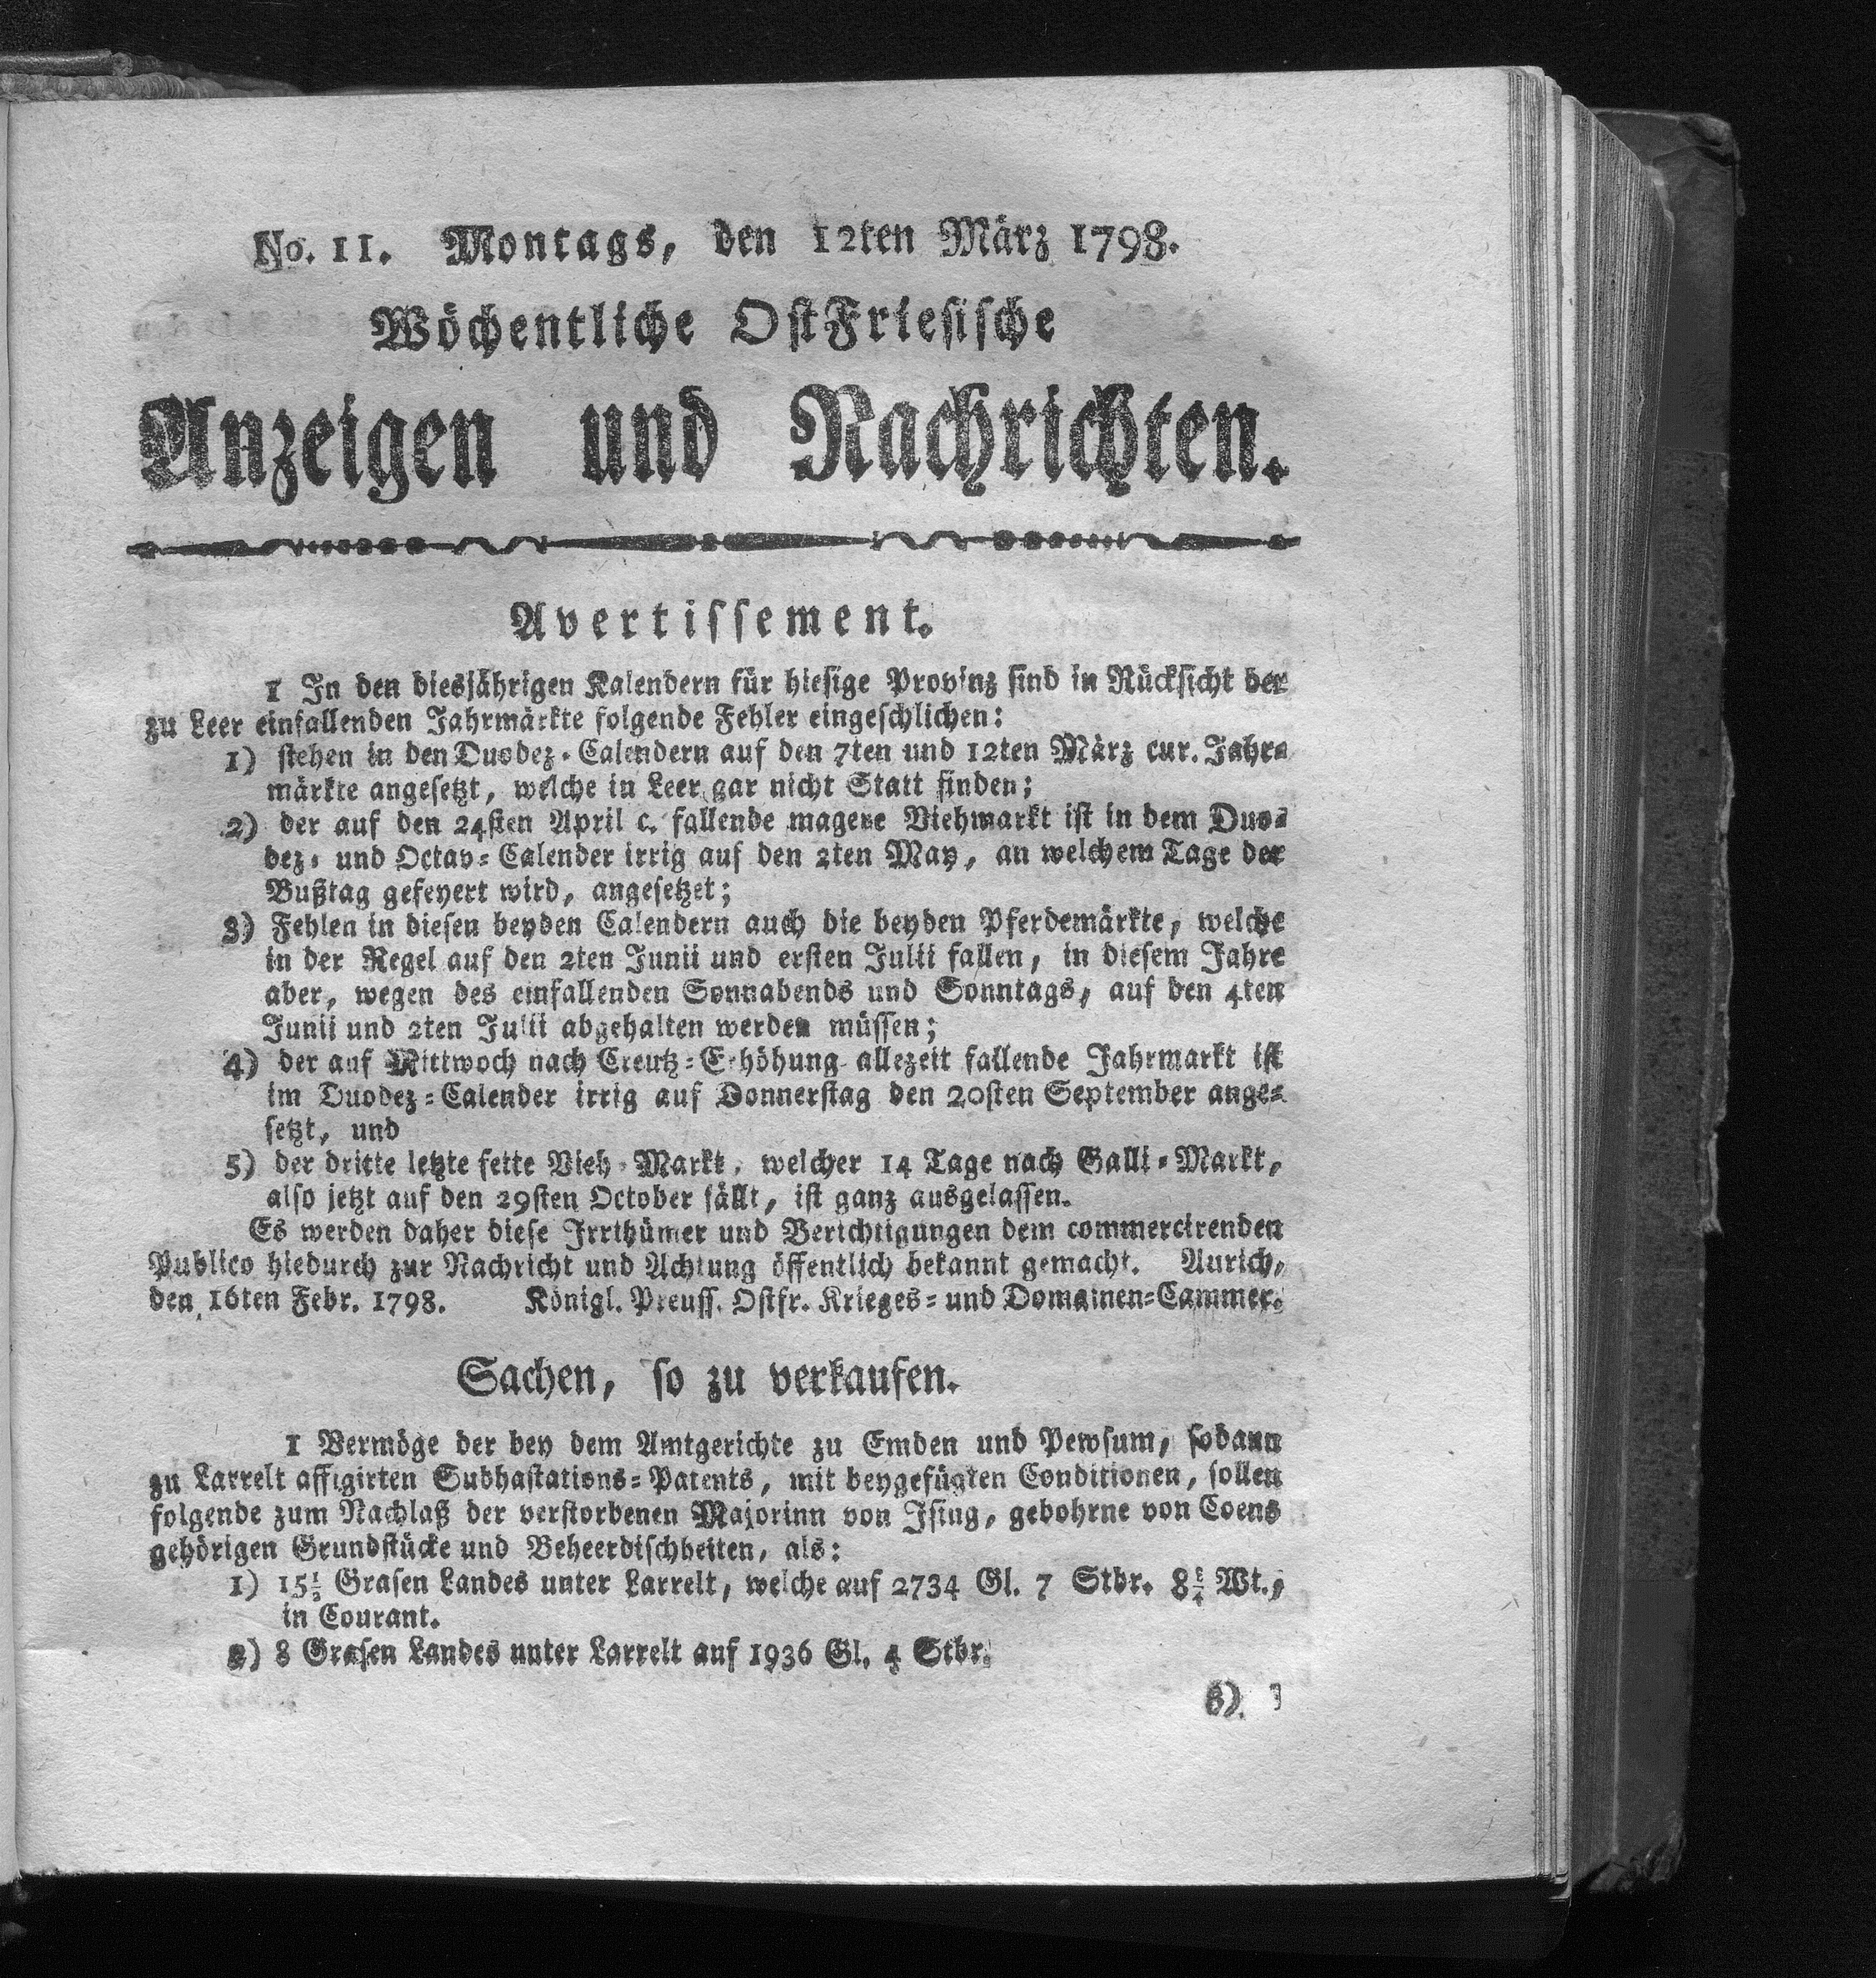 No. 11. Montags, den 12ten März 1798.
Wöchentliche OstFriesische
Anzeigen und Nachrichten.
Avertissement.
1 In den diesjährigen Kalendern für hiesige Provinz sind in Rücksicht der
zu Leer einfallenden Jahrmärkte folgende Fehler eingeschlichen:
1) stehen in den Duodez-Calendern auf den 7ten und 12ten März cur. Jahr-
märkte angesetzt, welche in Leer gar nicht Statt finden;
2) der auf den 24sten April c. fallende magere Viehmarkt ist in dem Duo-
dez- und Octav-Calender irrig auf den 2ten May, an welchem Tage der
Bußtag gefeyert wird, angesetzet;
3) Fehlen in diesen beyden Calendern auch die beyden Pferdemärkte, welche
in der Regel auf den 2ten Junii und ersten Julii fallen, in diesem Jahre
aber, wegen des einfallenden Sonnabends und Sonntags, auf den 4ten
Junii und 2ten Julii abgehalten werden müssen;
4) der auf Mittwoch nach Creutz-Erhöhung allezeit fallende Jahrmarkt ist
im Duodez-Calender irrig auf Donnerstag den 20sten September ange-
setzt, und
5) der dritte letzte fette Vieh-Markt, welcher 14 Tage nach Galli-Markt,
also jetzt auf den 29sten October fällt, ist ganz ausgelassen.
Es werden daher diese Irrthümer und Berichtigungen dem commercirenden
Publico hiedurch zur Nachricht und Achtung öffentlich bekannt gemacht. Aurich,
den 16ten Febr. 1798. Königl. Preuss. Ostfr. Krieges- und Domainen-Cammer.
Sachen, so zu verkaufen.
1 Vermöge der bey dem Amtgerichte zu Emden und Pewsum, sodann
zu Larrelt affigirten Subhastations-Patents, mit beygefügten Conditionen, sollen
folgende zum Nachlaß der verstorbenen Majorinn von Ising, gebohrne von Coens
gehörigen Grundstücke und Beheerdischheiten, als:
1) 15½ Grasen Landes unter Larrelt, welche auf 2734 Gl. 7 Stbr. 8¼ Wt.,
in Courant.
2) 8 Grasen Landes unter Larrelt auf 1936 Gl. 4 Stbr.
3)